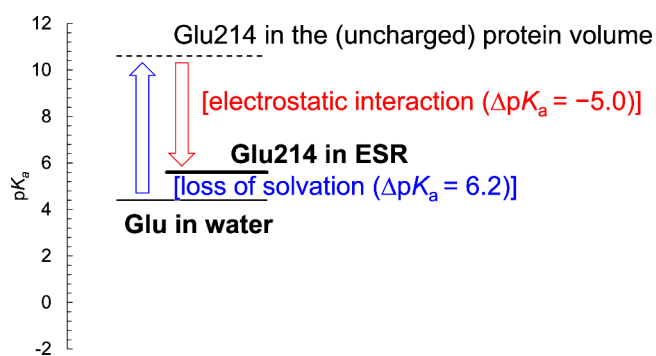 12
Glu214 in the (uncharged) protein volume
10
[electrostatic interaction (ΔpKa = −5.0)]
8
Glu214 in ESR
6
[loss of solvation (ΔpKa = 6.2)]
pKa
4
Glu in water
2
0
-2